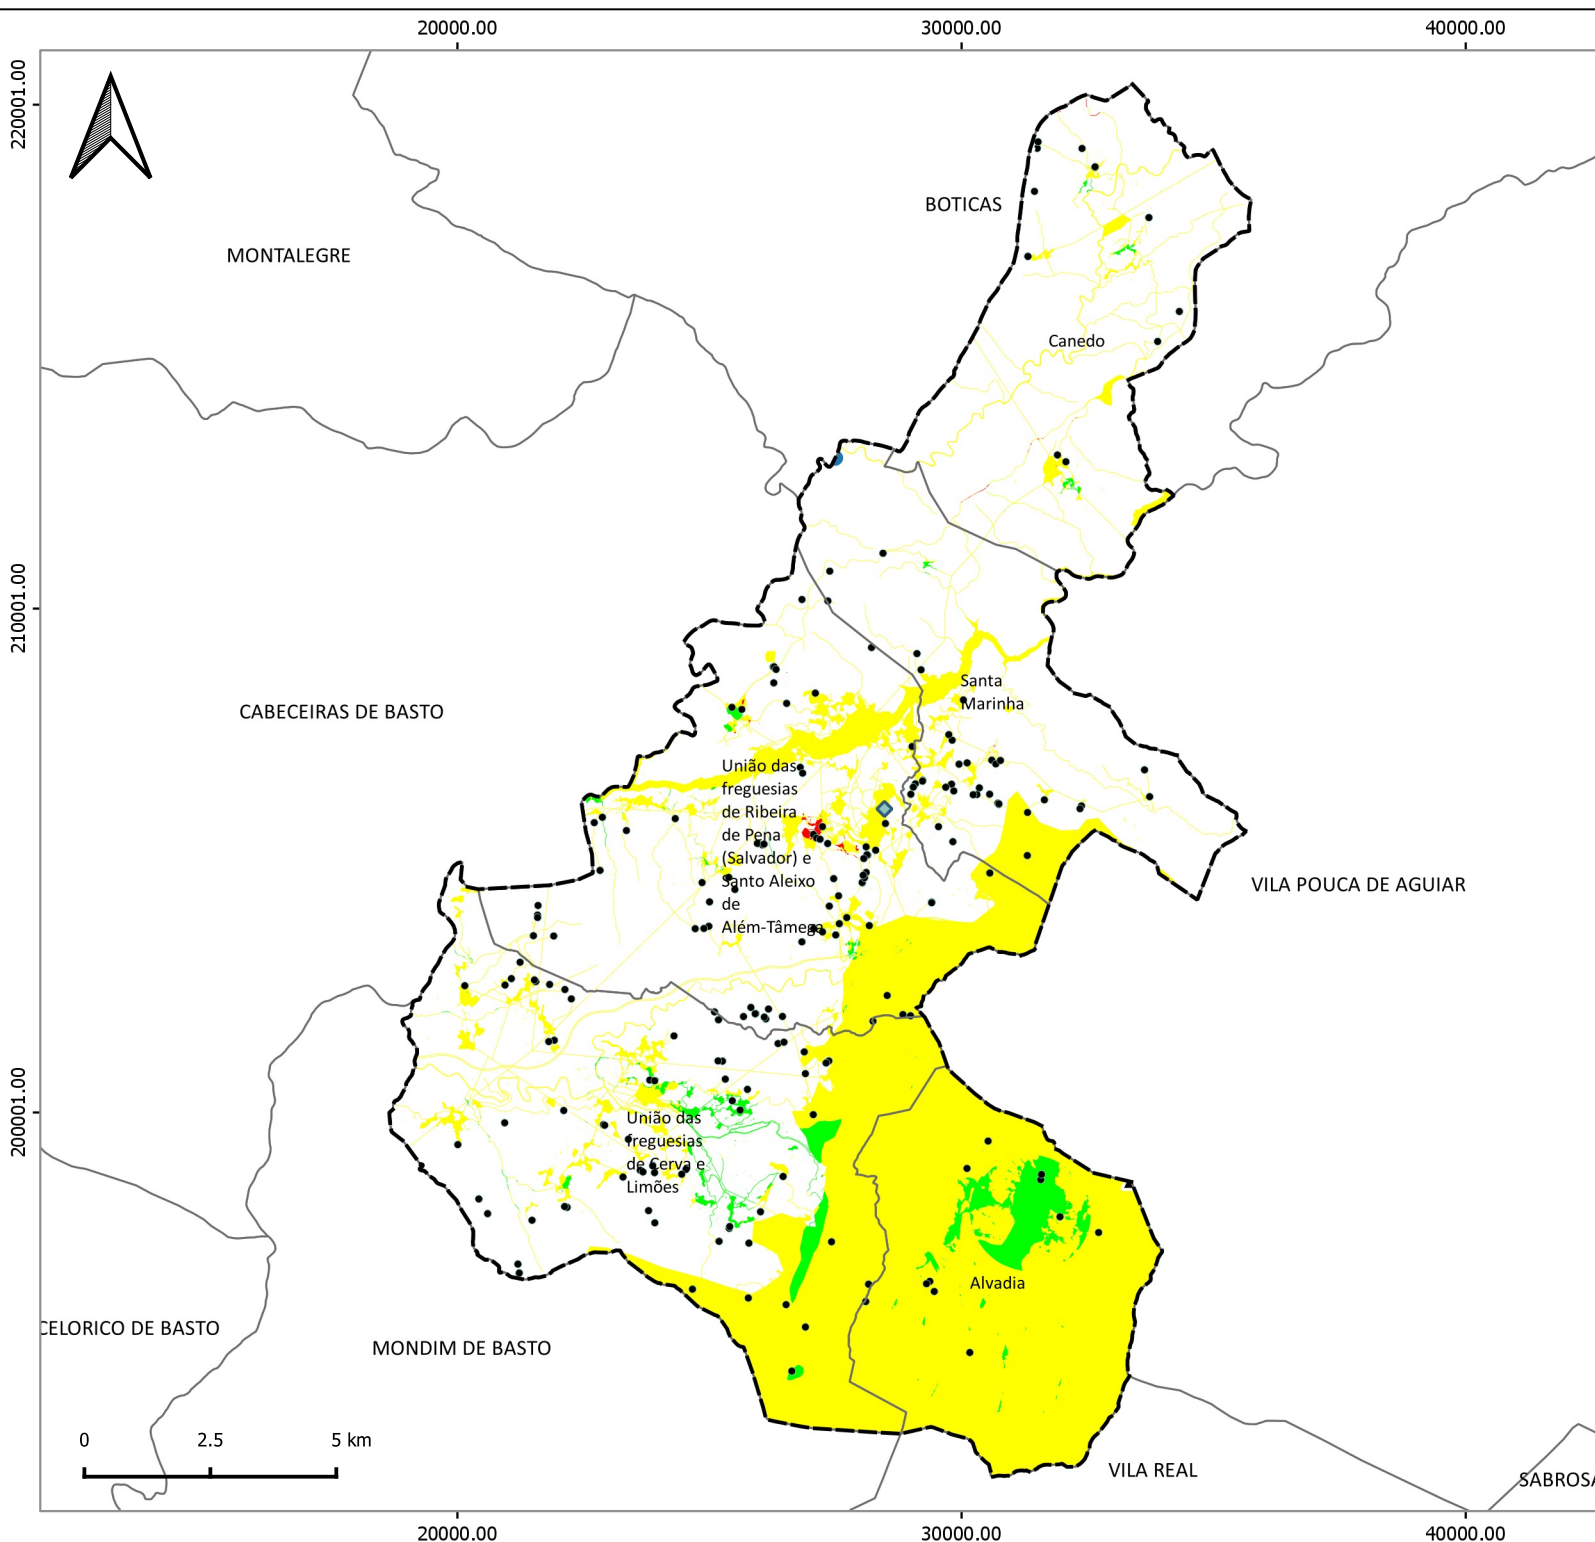 20000.00
30000.00
40000.00
220001.00
210001.00
200001.00
BOTICAS
MONTALEGRE
Canedo
Santa
Marinha
CABECEIRAS DE BASTO
União das
freguesias
de Ribeira
de Pena
(Salvador) e
Santo Aleixo
de
Além-Tâmega
VILA POUCA DE AGUIAR
União das
freguesias
de Cerva e
Limões
Alvadia
CELORICO DE BASTO
MONDIM DE BASTO
0
2.5
5 km
VILA REAL
SABROSA
20000.00
30000.00
40000.00